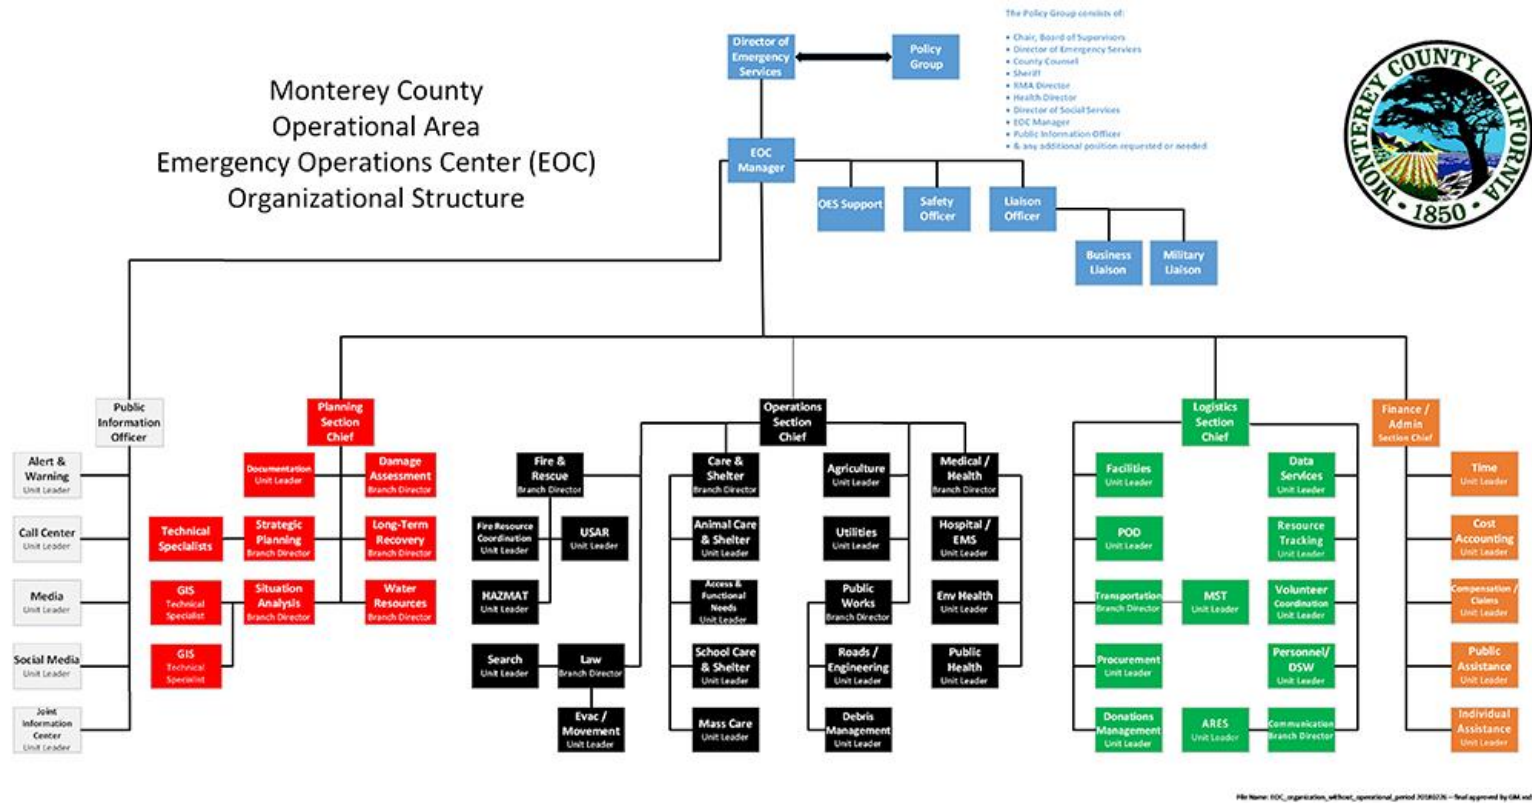 The Policy Group consists of:
• Chair, Board of Supervisors
• Director of Emergency Services
• County Counsel
• Sheriff
• RMA Director
• Health Director
• Director of Social Services
• EOC Manager
• Public Information Officer
• & any additional position requested or needed
Director of
Emergency
Services
Policy
Group
Monterey County
Operational Area
Emergency Operations Center (EOC)
Organizational Structure
MONTEREY COUNTY CALIFORNIA
• 1850 •
EOC
Manager
OES Support
Safety
Officer
Liaison
Officer
Business
Liaison
Military
Liaison
Public
Information
Officer
Alert &
Warning
Unit Leader
Call Center
Unit Leader
Media
Unit Leader
Social Media
Unit Leader
Joint
Information
Center
Unit Leader
Planning
Section
Chief
Documentation
Unit Leader
Damage
Assessment
Branch Director
Technical
Specialists
Strategic
Planning
Branch Director
Long-Term
Recovery
Branch Director
GIS
Technical
Specialist
Situation
Analysis
Branch Director
Water
Resources
Branch Director
GIS
Technical
Specialist
Operations
Section
Chief
Fire &
Rescue
Branch Director
Fire Resource
Coordination
Unit Leader
USAR
Unit Leader
HAZMAT
Unit Leader
Search
Unit Leader
Law
Branch Director
Evac /
Movement
Unit Leader
Care &
Shelter
Branch Director
Animal Care
& Shelter
Unit Leader
Access &
Functional
Needs
Unit Leader
School Care
& Shelter
Unit Leader
Mass Care
Unit Leader
Agriculture
Unit Leader
Utilities
Unit Leader
Public
Works
Branch Director
Roads /
Engineering
Unit Leader
Debris
Management
Unit Leader
Medical /
Health
Branch Director
Hospital /
EMS
Unit Leader
Env Health
Unit Leader
Public
Health
Unit Leader
Logistics
Section
Chief
Facilities
Unit Leader
POD
Unit Leader
Transportation
Branch Director
MST
Unit Leader
Procurement
Unit Leader
Donations
Management
Unit Leader
ARES
Unit Leader
Data
Services
Unit Leader
Resource
Tracking
Unit Leader
Volunteer
Coordination
Unit Leader
Personnel/
DSW
Unit Leader
Communication
Branch Director
Finance /
Admin
Section Chief
Time
Unit Leader
Cost
Accounting
Unit Leader
Compensation /
Claims
Unit Leader
Public
Assistance
Unit Leader
Individual
Assistance
Unit Leader
File Name: EOC_organization_without_operational_period 20180226 – final approved by GM.vsd